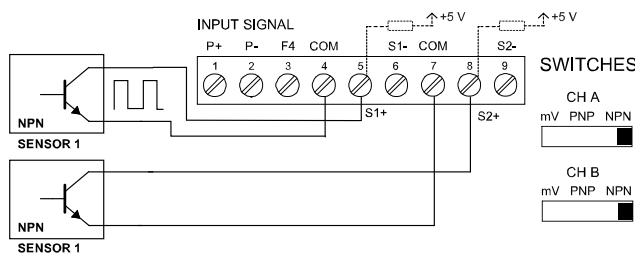 INPUT SIGNAL
+5 V
+5 V
P+ P- F4 COM S1- COM S2-
1 2 3 4 5 6 7 8 9
S1+
S2+
NPN
SENSOR 1
NPN
SENSOR 1
SWITCHES
CH A
mV PNP NPN
CH B
mV PNP NPN